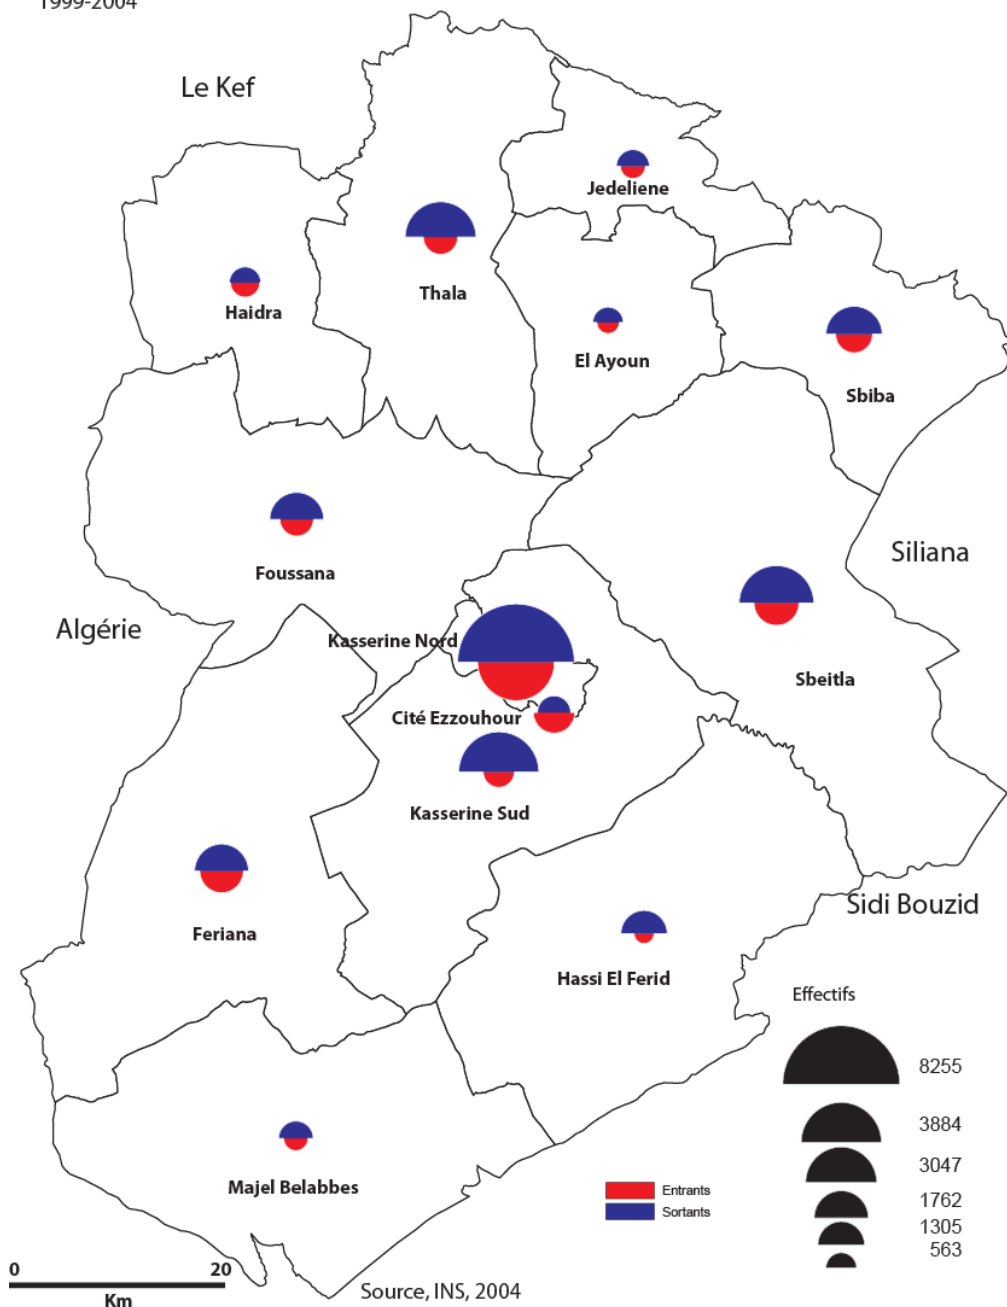 1999-2004
Le Kef
Jedeliene
Thala
Haidra
El Ayoun
Sbiba
Siliana
Foussana
Algérie
Kasserine Nord
Sbeitla
Cité Ezzouhour
Kasserine Sud
Sidi Bouzid
Feriana
Hassi El Ferid
Effectifs
8255
3884
3047
1762
1305
563
Majel Belabbes
Entrants
Sortants
0 20
Km
Source, INS, 2004